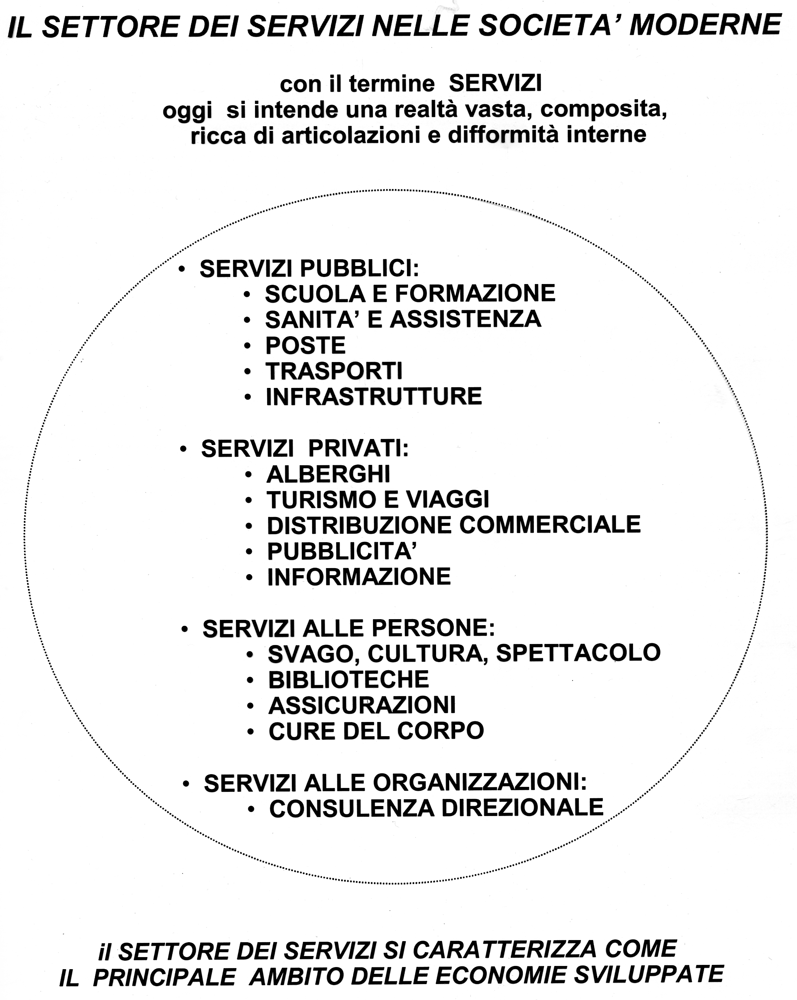 IL SETTORE DEI SERVIZI NELLE SOCIETA’ MODERNE
con il termine SERVIZI
oggi si intende una realtà vasta, composita,
ricca di articolazioni e difformità interne
• SERVIZI PUBBLICI:
• SCUOLA E FORMAZIONE
• SANITA’ E ASSISTENZA
• POSTE
• TRASPORTI
• INFRASTRUTTURE
• SERVIZI PRIVATI:
• ALBERGHI
• TURISMO E VIAGGI
• DISTRIBUZIONE COMMERCIALE
• PUBBLICITA’
• INFORMAZIONE
• SERVIZI ALLE PERSONE:
• SVAGO, CULTURA, SPETTACOLO
• BIBLIOTECHE
• ASSICURAZIONI
• CURE DEL CORPO
• SERVIZI ALLE ORGANIZZAZIONI:
• CONSULENZA DIREZIONALE
il SETTORE DEI SERVIZI SI CARATTERIZZA COME
IL PRINCIPALE AMBITO DELLE ECONOMIE SVILUPPATE